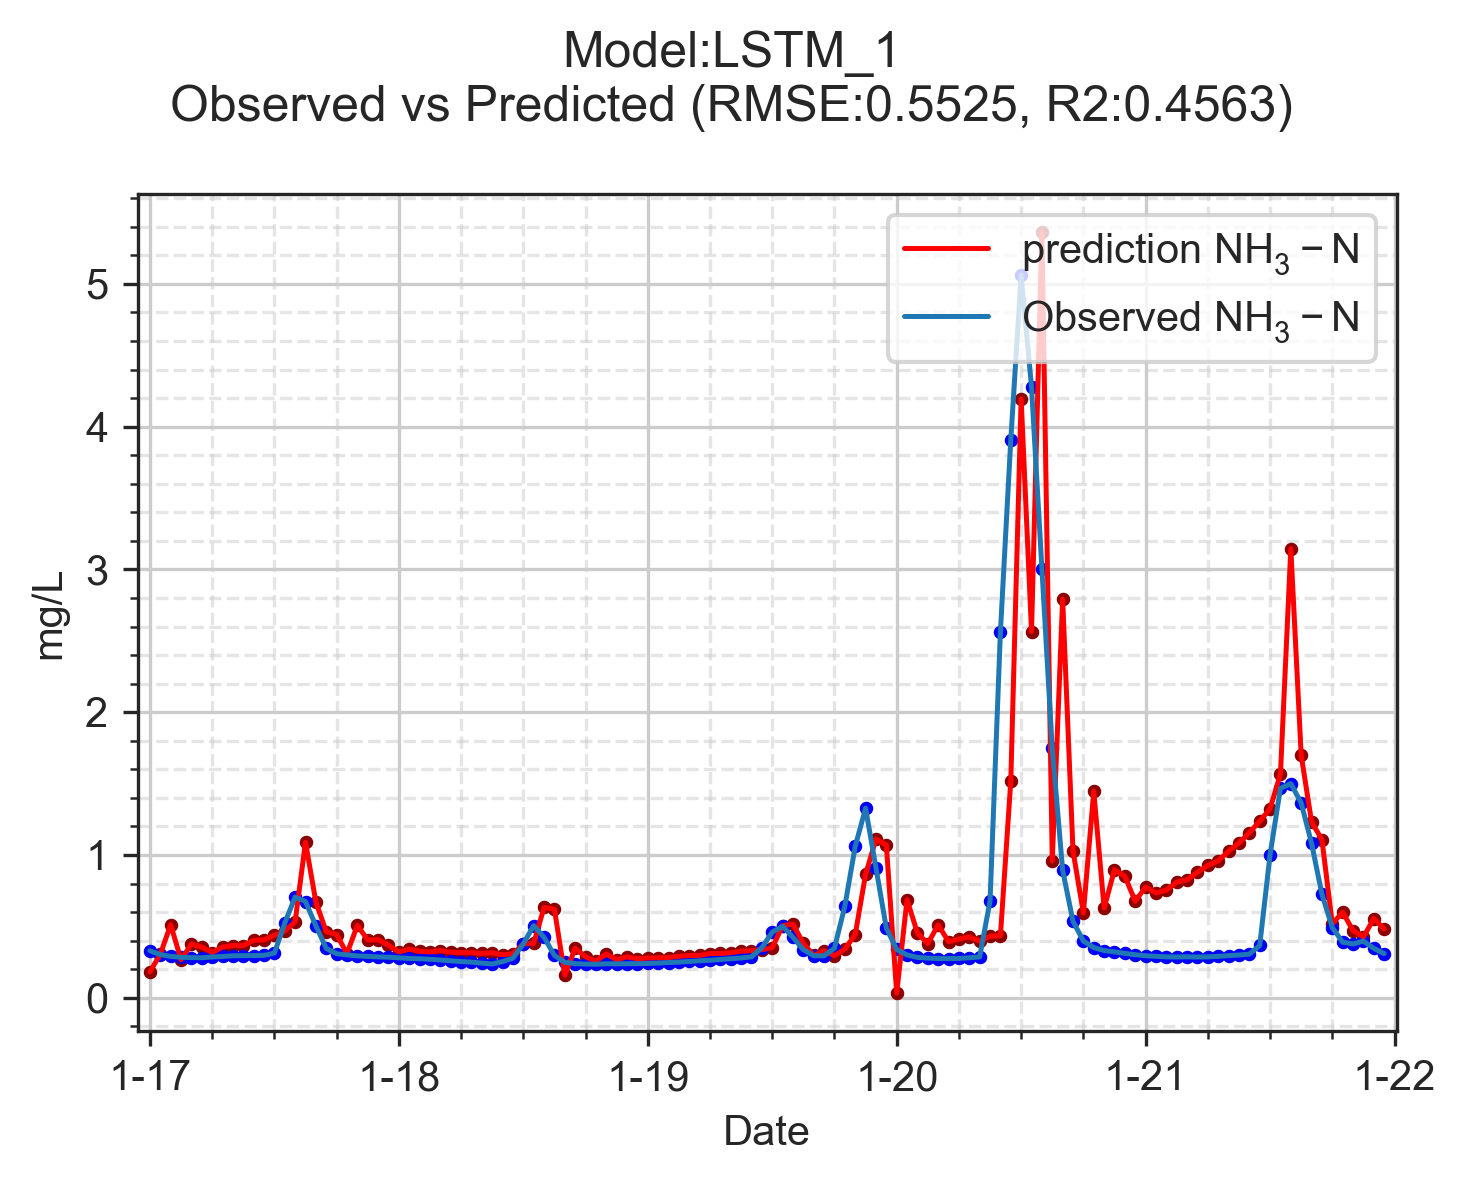 Model:LSTM_1
Observed vs Predicted (RMSE:0.5525, R2:0.4563)
prediction NH₃ − N
Observed NH₃ − N
5
4
3
2
1
0
mg/L
1-17 1-18 1-19 1-20 1-21 1-22
Date